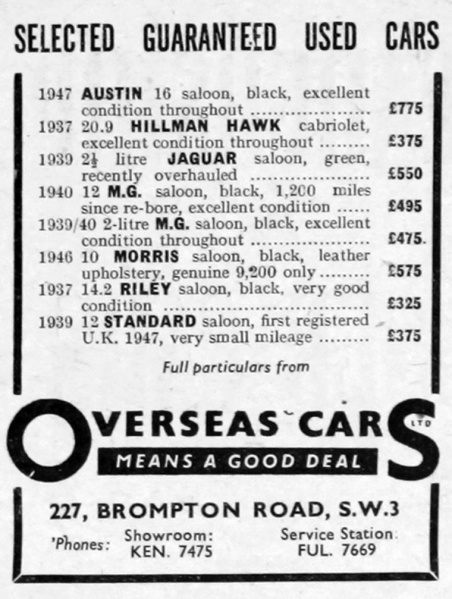 SELECTED GUARANTEED USED CARS
1947 AUSTIN 16 saloon, black, excellent
condition throughout .................. £775
1937 20.9 HILLMAN HAWK cabriolet,
excellent condition throughout ......... £375
1939 2½ litre JAGUAR saloon, green,
recently overhauled .................... £550
1940 12 M.G. saloon, black, 1,200 miles
since re-bore, excellent condition ...... £495
1939/40 2-litre M.G. saloon, black, excellent
condition throughout .................. £475.
1946 10 MORRIS saloon, black, leather
upholstery, genuine 9,200 only ......... £575
1937 14.2 RILEY saloon, black, very good
condition .............................. £325
1939 12 STANDARD saloon, first registered
U.K. 1947, very small mileage ......... £375
Full particulars from
OVERSEAS CARS LTD
MEANS A GOOD DEAL
227, BROMPTON ROAD, S.W.3
'Phones: Showroom: Service Station:
KEN. 7475 FUL. 7669